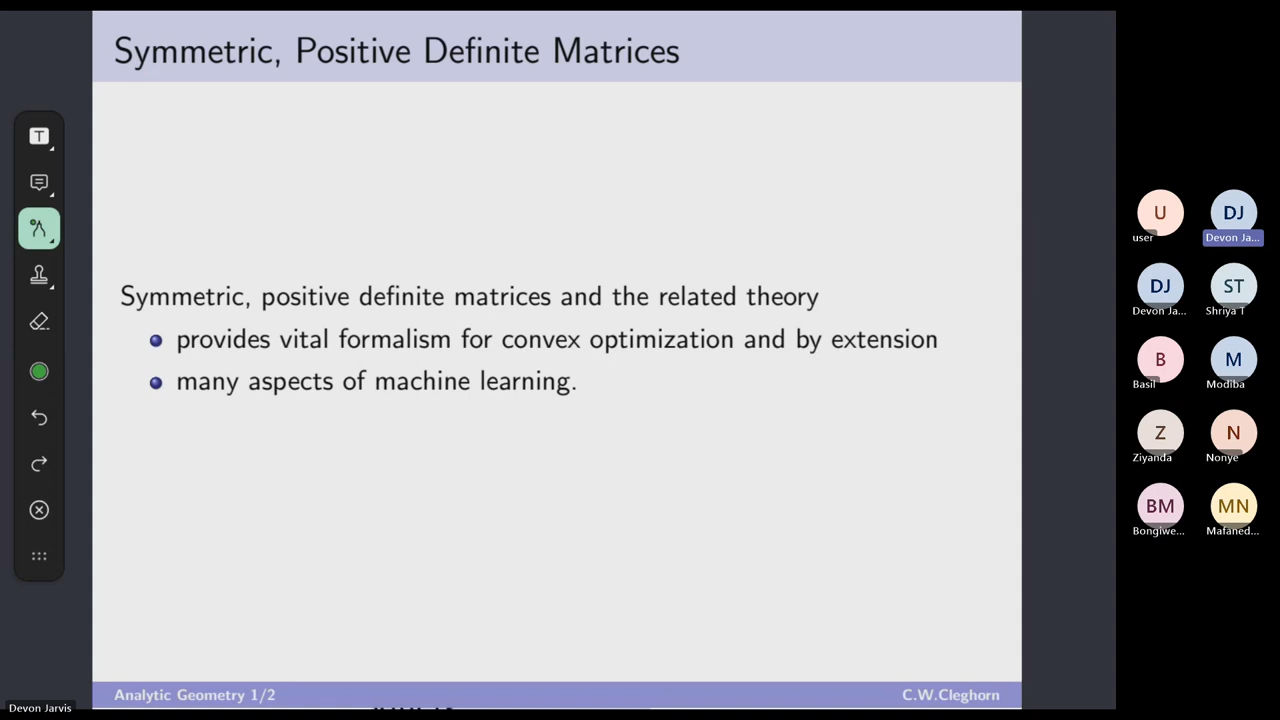 Symmetric, Positive Definite Matrices
Symmetric, positive definite matrices and the related theory
provides vital formalism for convex optimization and by extension
many aspects of machine learning.
Analytic Geometry 1/2
C.W.Cleghorn
Devon Jarvis
T
U
user
DJ
Devon Ja...
DJ
Devon Ja...
ST
Shriya T
B
Basil
M
Modiba
Z
Ziyanda
N
Nonye
BM
Bongiwe...
MN
Mafaned...